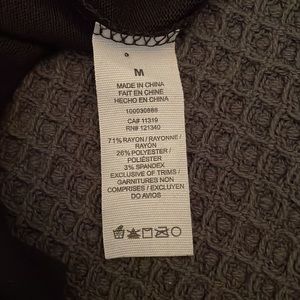 M
MADE IN CHINA
FAIT EN CHINE
HECHO EN CHINA
100030888
CA# 11319
RN# 121340
71% RAYON / RAYONNE /
RAYON
26% POLYESTER /
POLIÉSTER
3% SPANDEX
EXCLUSIVE OF TRIMS /
GARNITURES NON
COMPRISES / EXCLUYEN
DO AVIOS